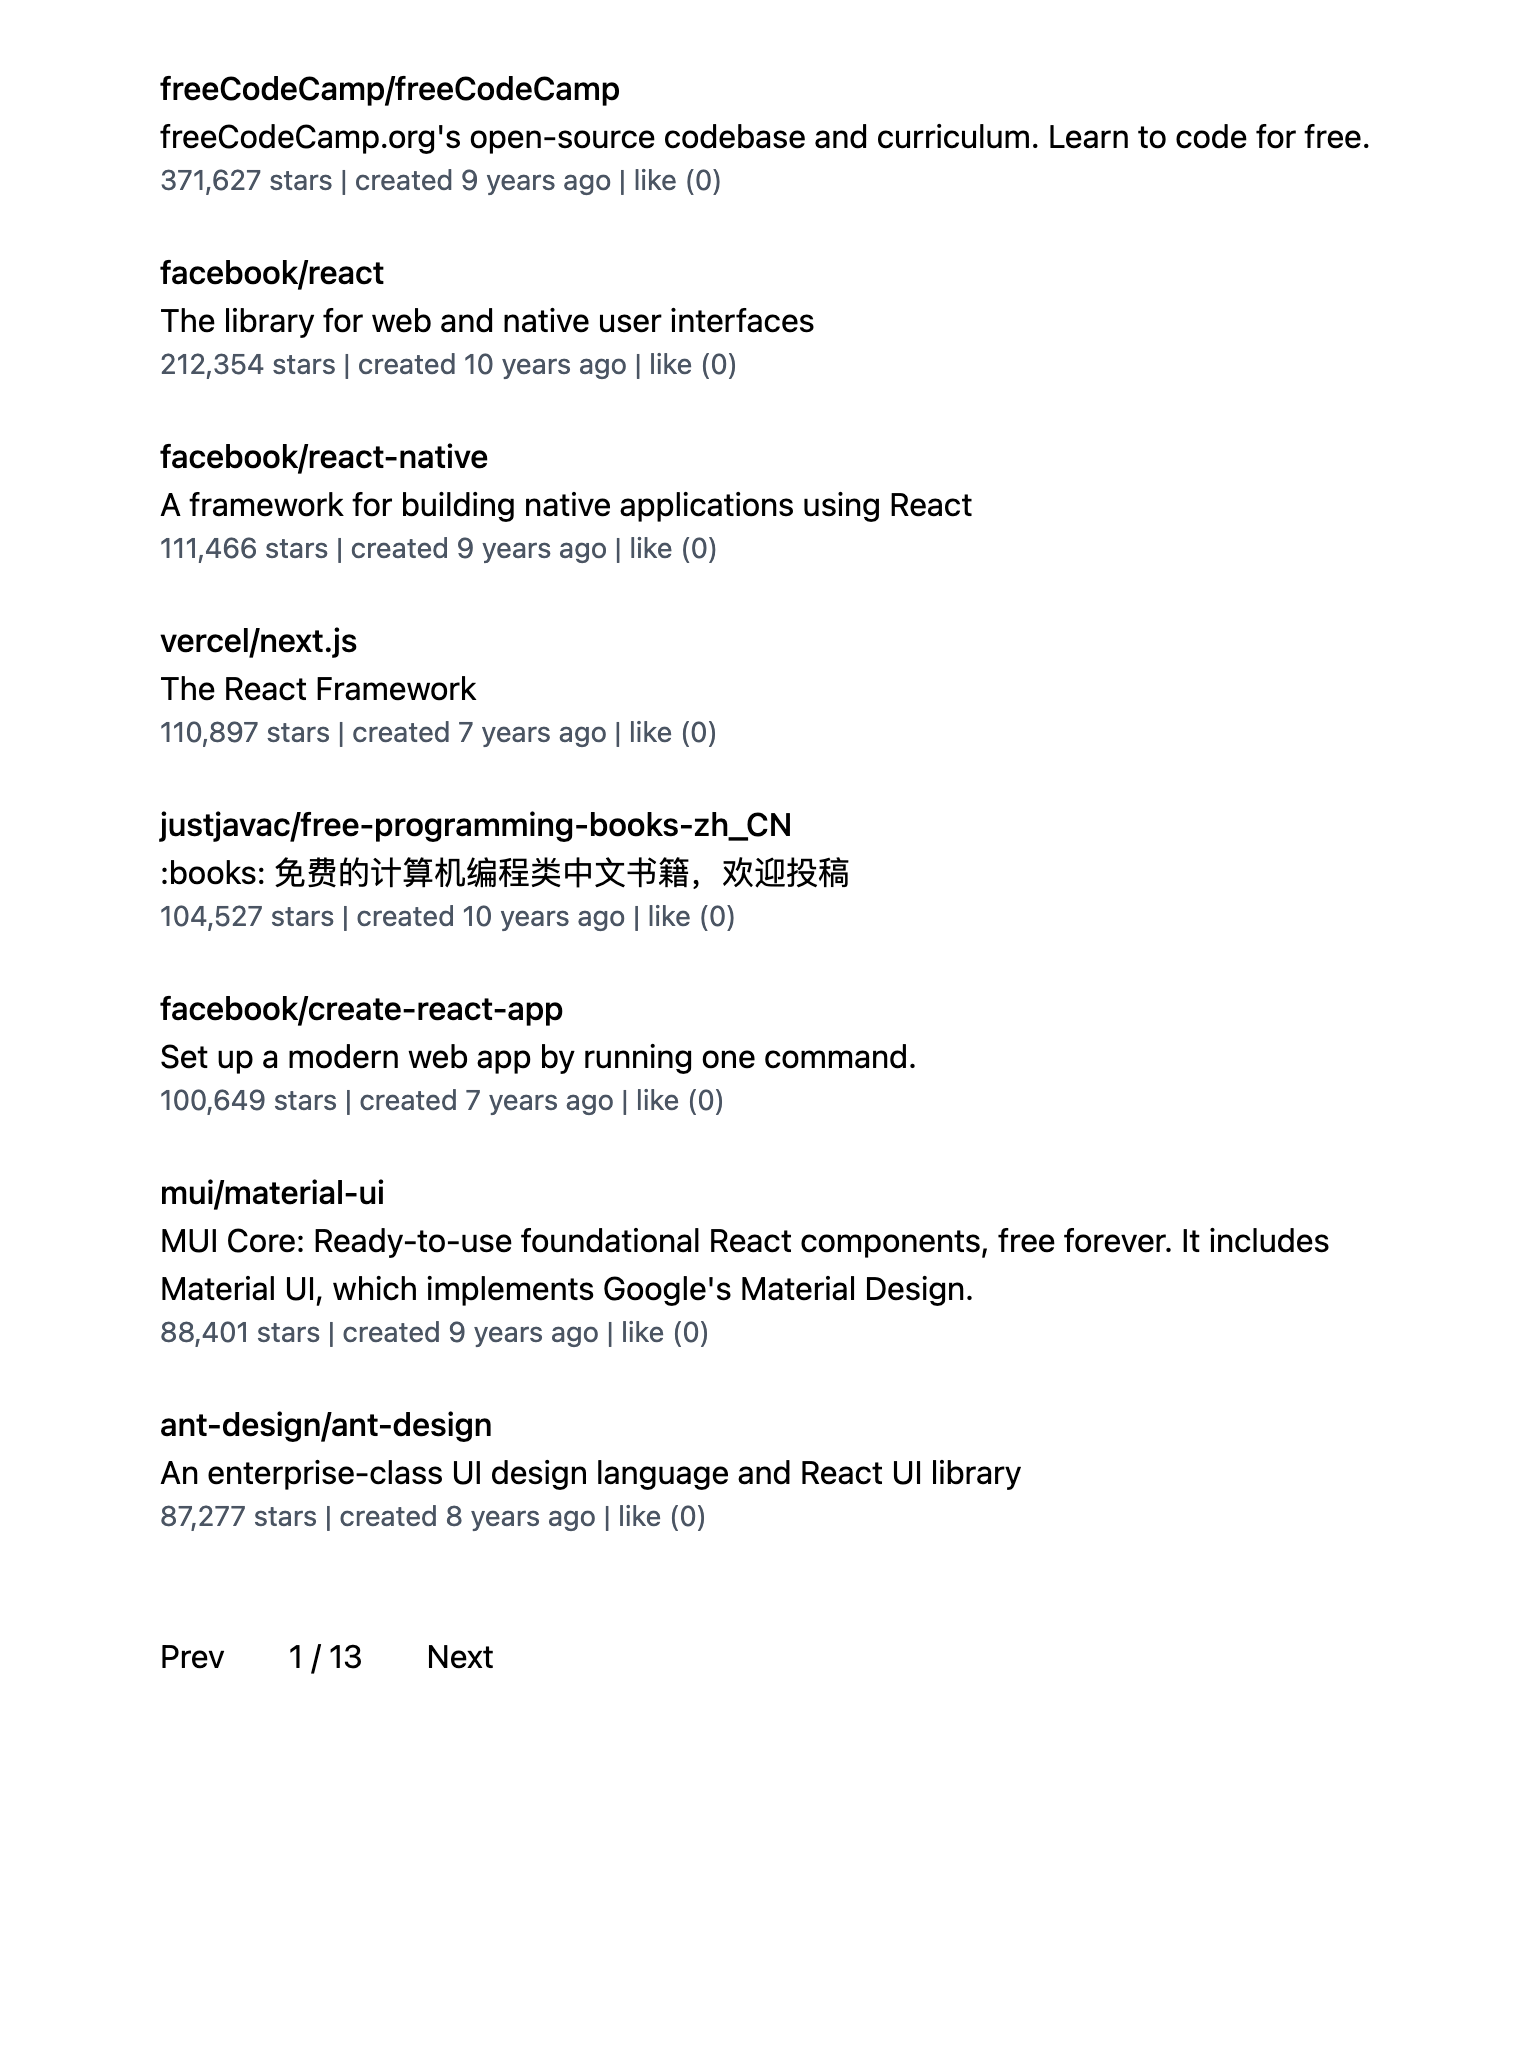 freeCodeCamp/freeCodeCamp
freeCodeCamp.org's open-source codebase and curriculum. Learn to code for free.
371,627 stars | created 9 years ago | like (0)
facebook/react
The library for web and native user interfaces
212,354 stars | created 10 years ago | like (0)
facebook/react-native
A framework for building native applications using React
111,466 stars | created 9 years ago | like (0)
vercel/next.js
The React Framework
110,897 stars | created 7 years ago | like (0)
justjavac/free-programming-books-zh_CN
:books: 免费的计算机编程类中文书籍，欢迎投稿
104,527 stars | created 10 years ago | like (0)
facebook/create-react-app
Set up a modern web app by running one command.
100,649 stars | created 7 years ago | like (0)
mui/material-ui
MUI Core: Ready-to-use foundational React components, free forever. It includes
Material UI, which implements Google's Material Design.
88,401 stars | created 9 years ago | like (0)
ant-design/ant-design
An enterprise-class UI design language and React UI library
87,277 stars | created 8 years ago | like (0)
Prev 1 / 13 Next